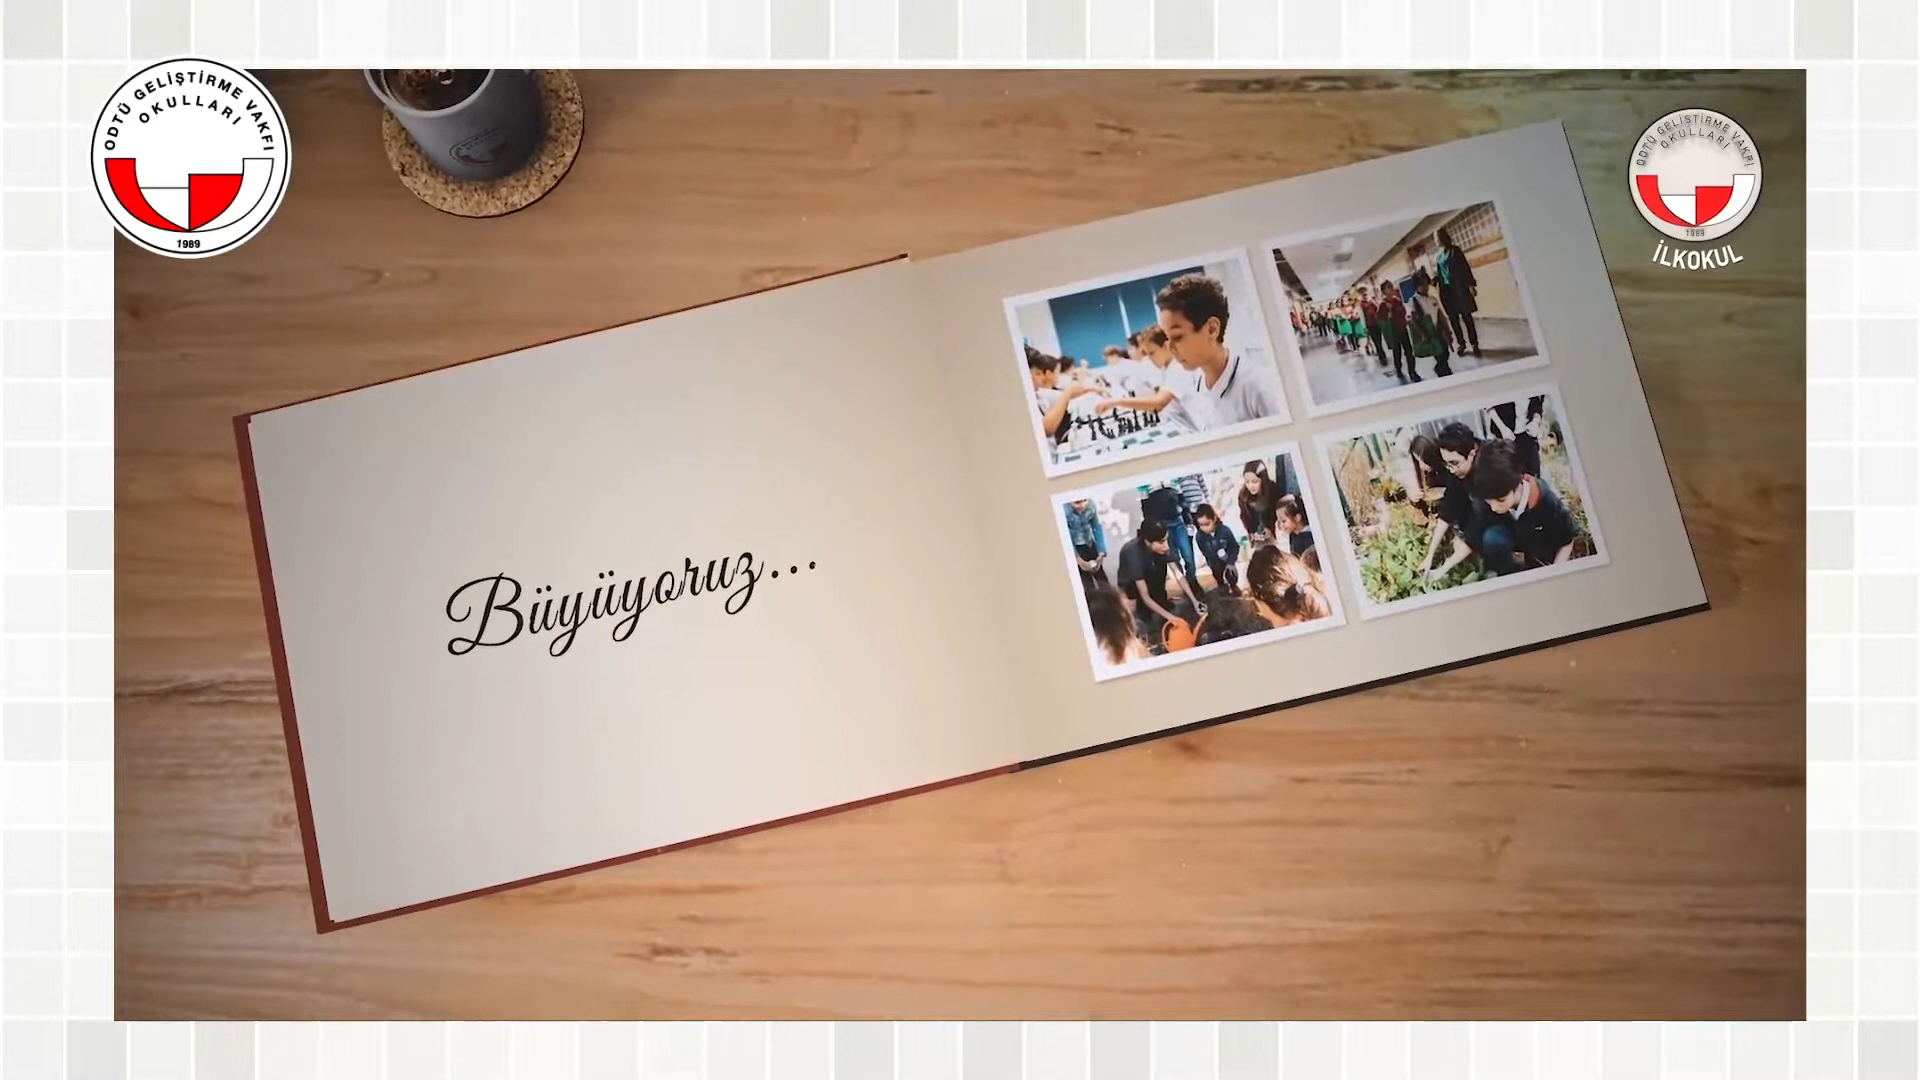 ODTÜ GELİŞTİRME VAKFI
OKULLARI
1989
ODTÜ GELİŞTİRME VAKFI
OKULLARI
1989
İLKOKUL
Büyüyoruz...